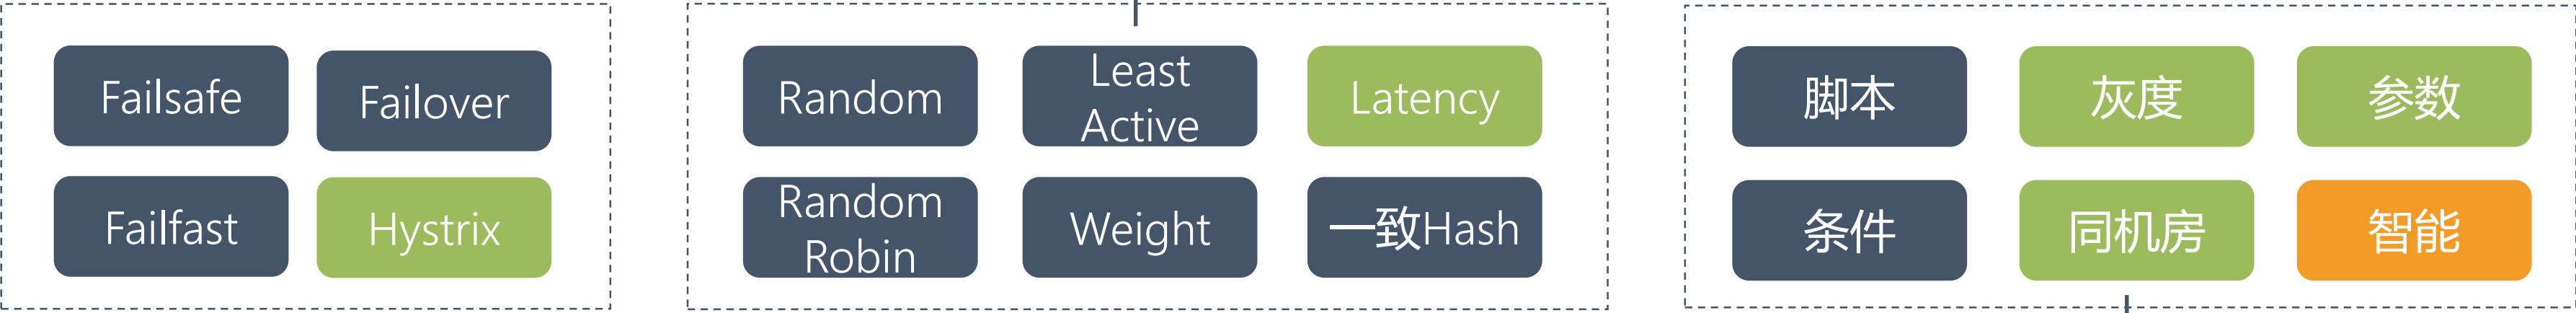 Failsafe
Failover
Failfast
Hystrix
Random
Least
Active
Latency
Random
Robin
Weight
一致Hash
脚本
灰度
参数
条件
同机房
智能